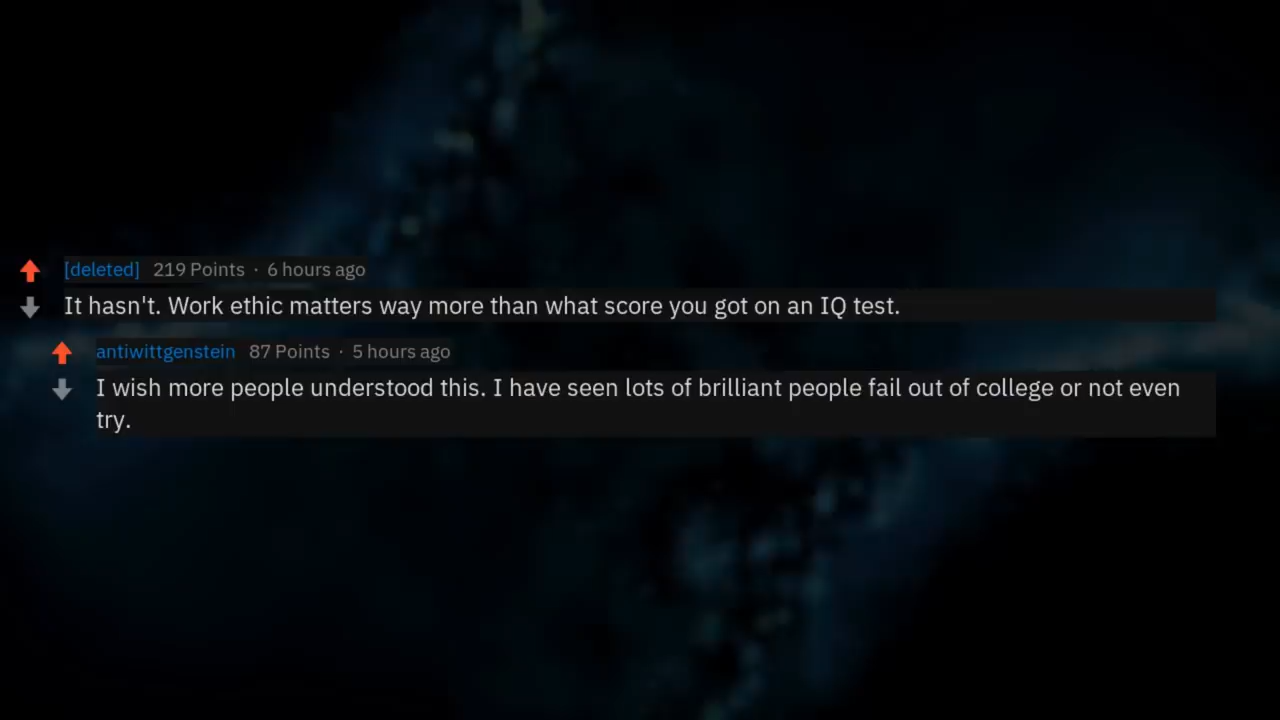 [deleted] 219 Points · 6 hours ago
It hasn't. Work ethic matters way more than what score you got on an IQ test.
antiwittgenstein 87 Points · 5 hours ago
I wish more people understood this. I have seen lots of brilliant people fail out of college or not even
try.